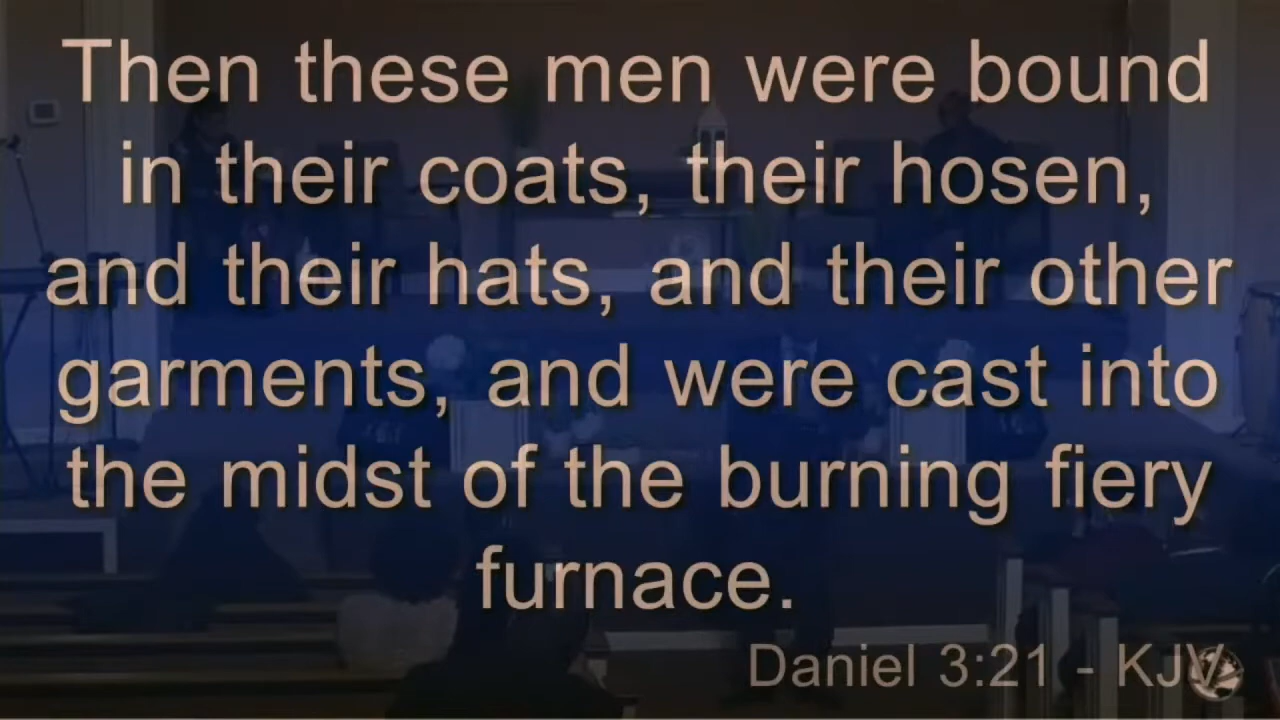 Then these men were bound
in their coats, their hosen,
and their hats, and their other
garments, and were cast into
the midst of the burning fiery
furnace.
Daniel 3:21 - KJV